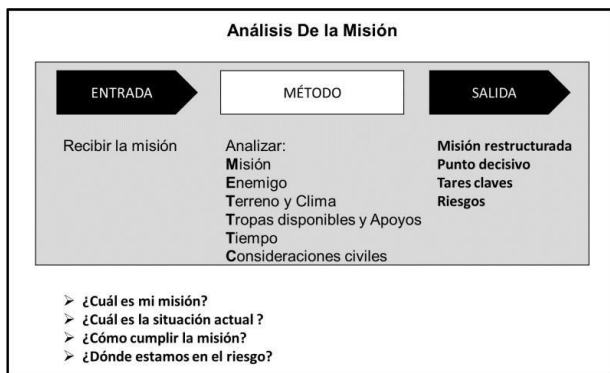 Análisis De la Misión
ENTRADA
MÉTODO
SALIDA
Recibir la misión
Analizar:
Misión
Enemigo
Terreno y Clima
Tropas disponibles y Apoyos
Tiempo
Consideraciones civiles
Misión restructurada
Punto decisivo
Tares claves
Riesgos
➢ ¿Cuál es mi misión?
➢ ¿Cuál es la situación actual ?
➢ ¿Cómo cumplir la misión?
➢ ¿Dónde estamos en el riesgo?